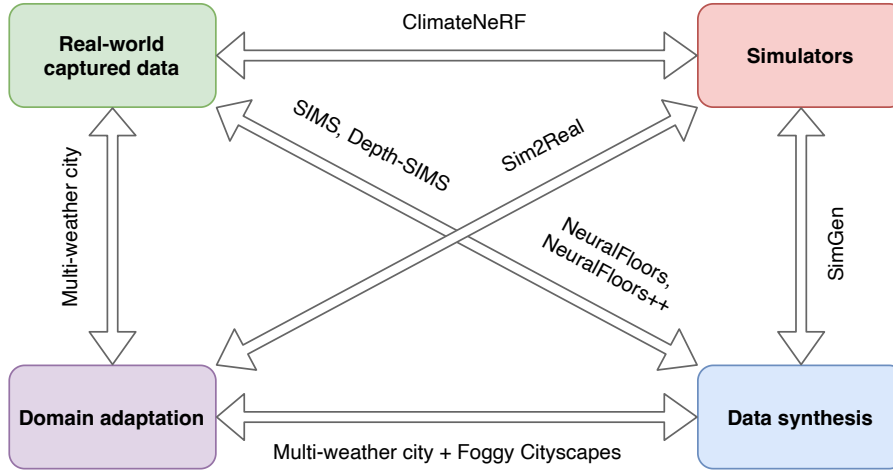 ClimateNeRF
Real-world
captured data
Simulators
SIMS, Depth-SIMS
Sim2Real
Multi-weather city
NeuralFloors,
NeuralFloors++
SimGen
Domain adaptation
Data synthesis
Multi-weather city + Foggy Cityscapes